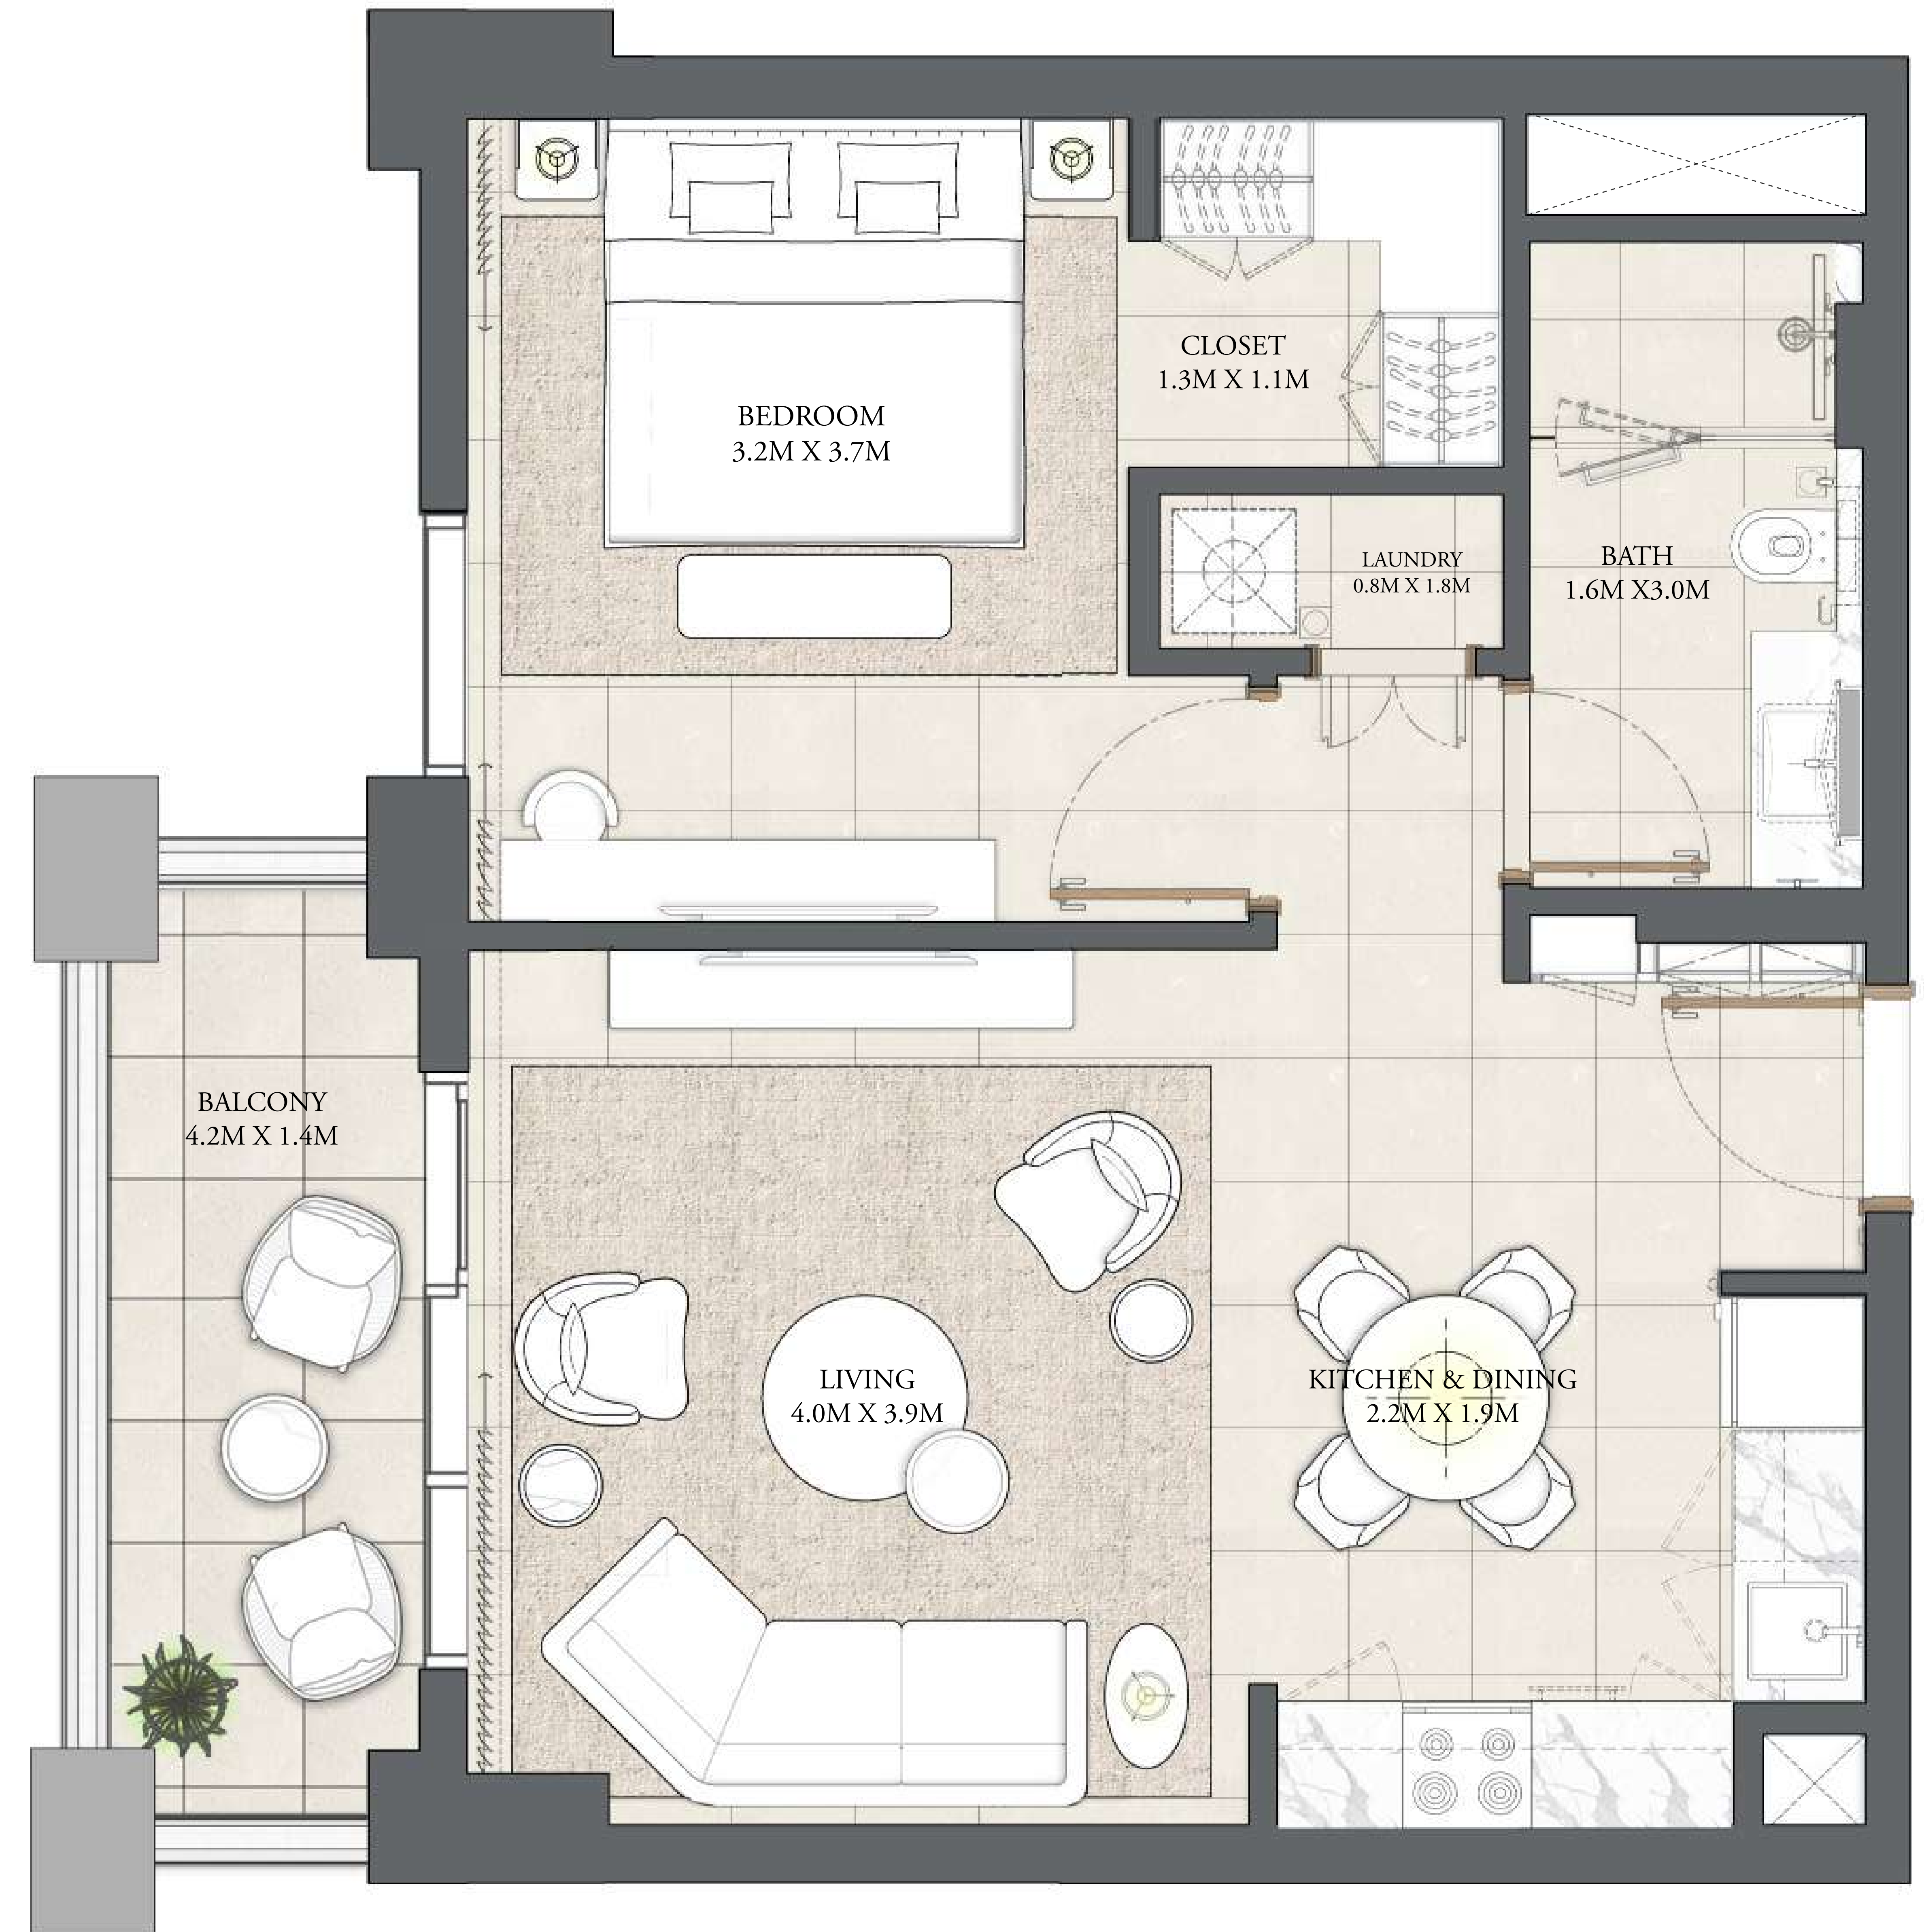 CLOSET
1.3M X 1.1M
BEDROOM
3.2M X 3.7M
LAUNDRY
0.8M X 1.8M
BATH
1.6M X3.0M
BALCONY
4.2M X 1.4M
LIVING
4.0M X 3.9M
KITCHEN & DINING
2.2M X 1.9M